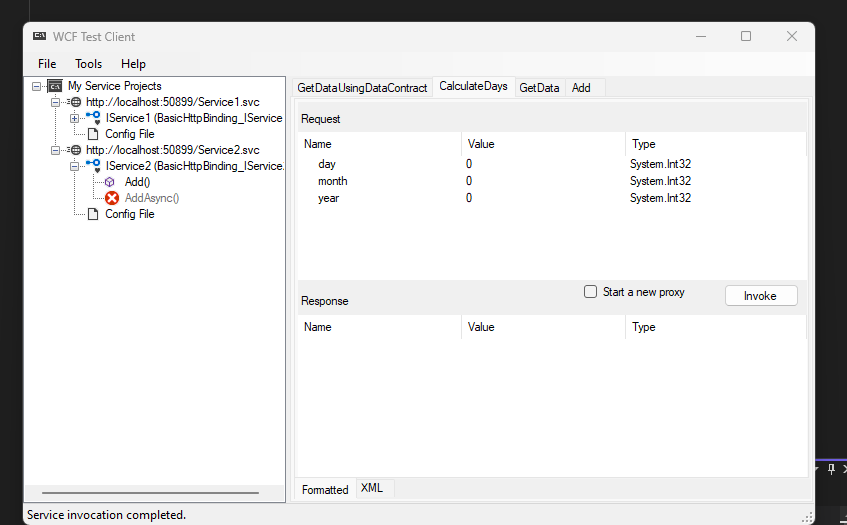 WCF Test Client
File Tools Help
My Service Projects
http://localhost:50899/Service1.svc
IService1 (BasicHttpBinding_IService
Config File
http://localhost:50899/Service2.svc
IService2 (BasicHttpBinding_IService.
Add()
AddAsync()
Config File
GetDataUsingDataContract CalculateDays GetData Add
Request
Name Value Type
day 0 System.Int32
month 0 System.Int32
year 0 System.Int32
Response Start a new proxy Invoke
Name Value Type
Formatted XML
Service invocation completed.